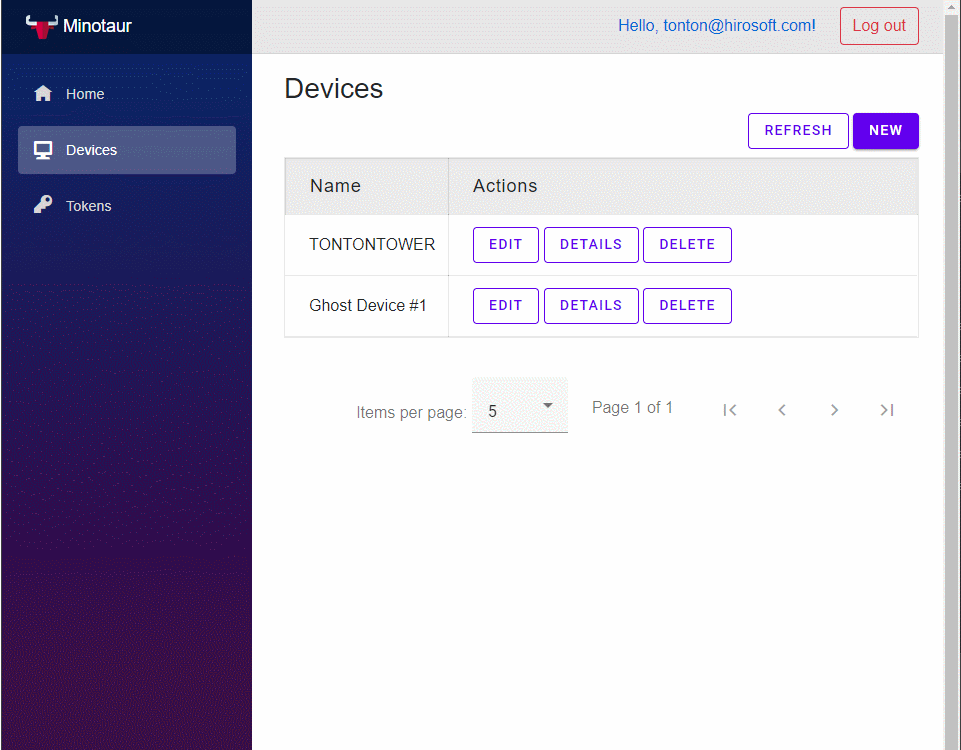 Minotaur
Hello, tonton@hirosoft.com!
Log out
Home
Devices
Tokens
Devices
REFRESH
NEW
Name Actions
TONTONTOWER EDIT DETAILS DELETE
Ghost Device #1 EDIT DETAILS DELETE
Items per page: 5 Page 1 of 1